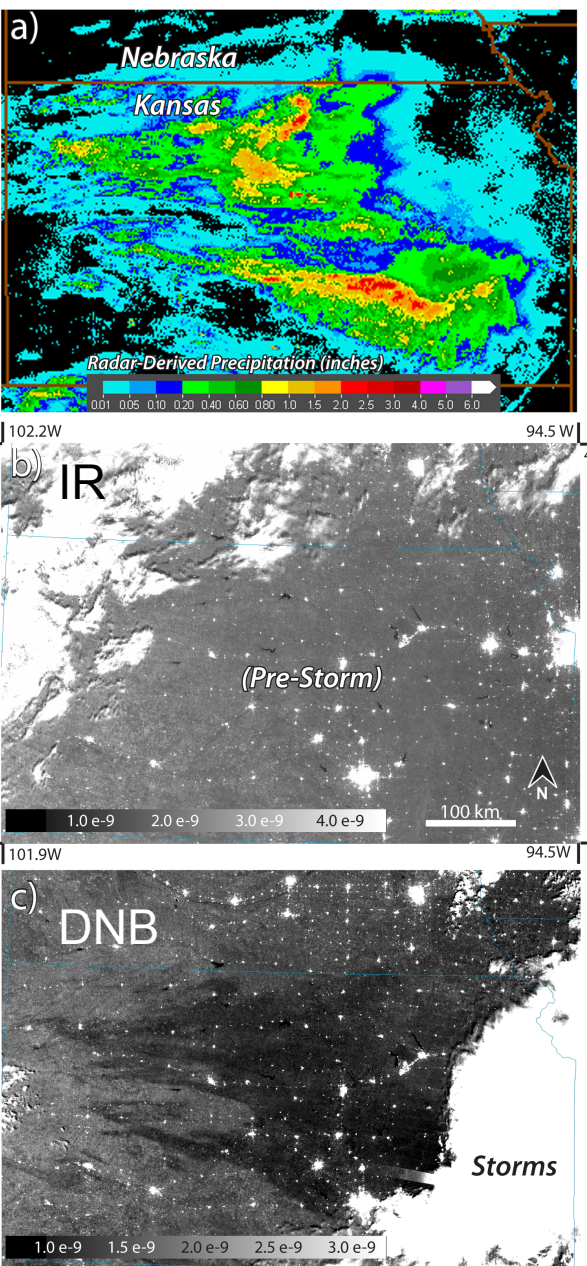 a)
Nebraska
Kansas
Radar-Derived Precipitation (inches)
0.01 0.05 0.10 0.20 0.40 0.60 0.80 1.0 1.5 2.0 2.5 3.0 4.0 5.0 6.0
102.2W 94.5 W
b) IR
(Pre-Storm)
N
100 km
1.0 e-9 2.0 e-9 3.0 e-9 4.0 e-9
101.9W 94.5W
c)
DNB
Storms
1.0 e-9 1.5 e-9 2.0 e-9 2.5 e-9 3.0 e-9